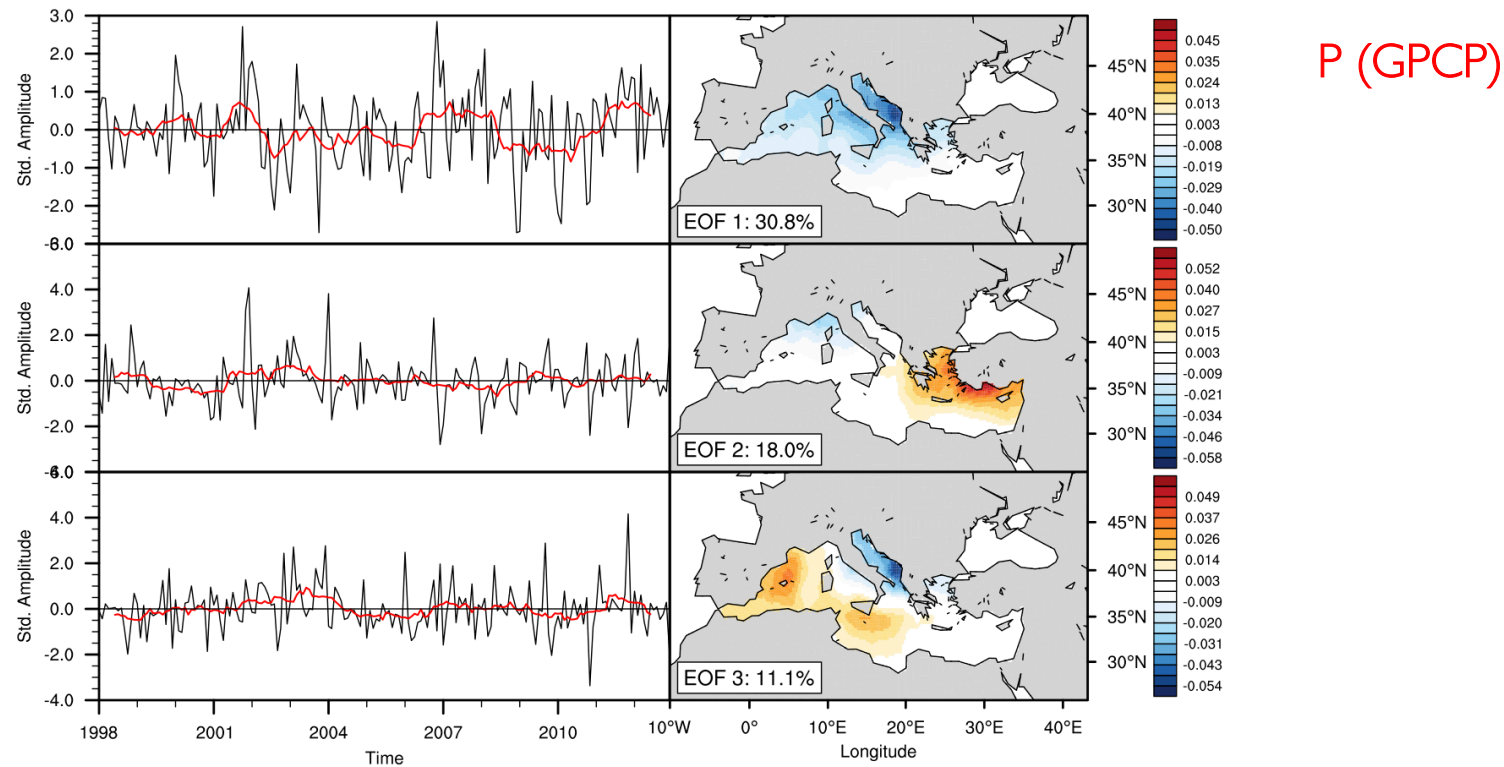 P (GPCP)
Std. Amplitude
3.0
2.0
1.0
0.0
-1.0
-2.0
EOF 1: 30.8%
45°N
40°N
35°N
30°N
0.045
0.035
0.024
0.013
0.003
-0.008
-0.019
-0.029
-0.040
-0.050
Std. Amplitude
4.0
2.0
0.0
-2.0
EOF 2: 18.0%
45°N
40°N
35°N
30°N
0.052
0.040
0.027
0.015
0.003
-0.009
-0.021
-0.034
-0.046
-0.058
Std. Amplitude
4.0
2.0
0.0
-2.0
-4.0
EOF 3: 11.1%
45°N
40°N
35°N
30°N
0.049
0.037
0.026
0.014
0.003
-0.009
-0.020
-0.031
-0.043
-0.054
1998 2001 2004 2007 2010
Time
10°W 0° 10°E 20°E 30°E 40°E
Longitude